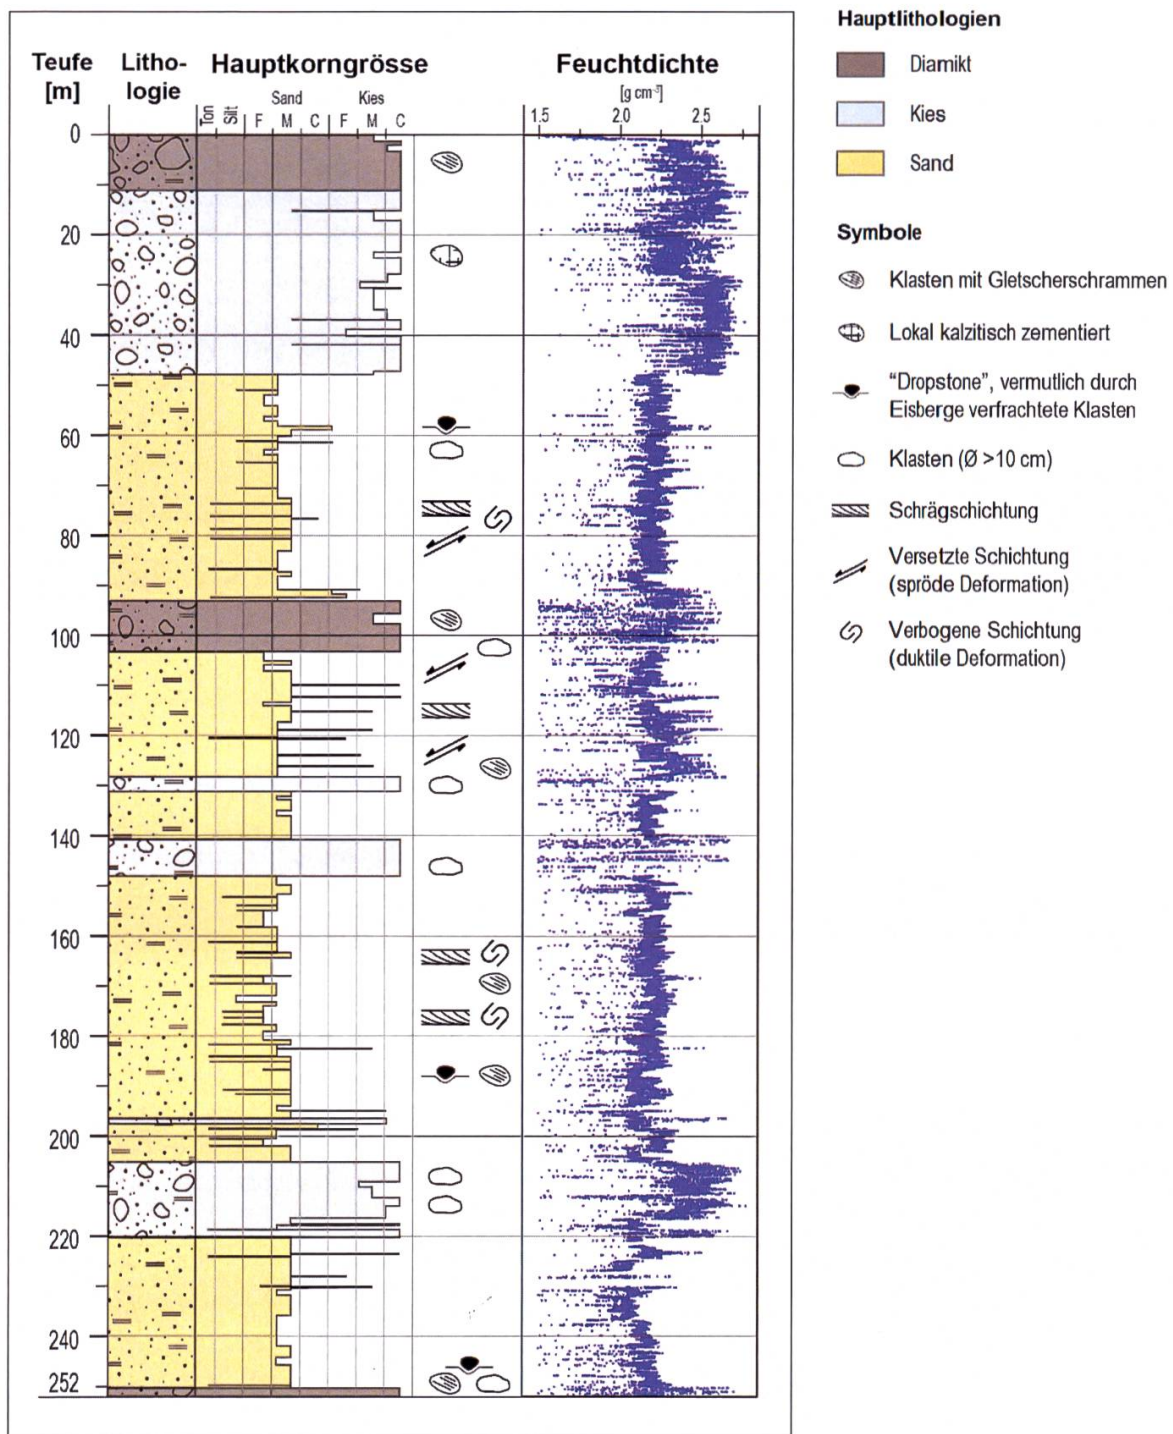 Teufe
[m]
Litho-
logie
Hauptkorngrösse
Sand
Kies
Ton
Silt
F
M
C
F
M
C
Feuchtdichte
[g cm⁻³]
1.5
2.0
2.5
0
20
40
60
80
100
120
140
160
180
200
220
240
252
Hauptlithologien
Diamikt
Kies
Sand
Symbole
Klasten mit Gletscherschrammen
Lokal kalzitisch zementiert
“Dropstone”, vermutlich durch
Eisberge verfrachtete Klasten
Klasten (Ø >10 cm)
Schrägschichtung
Versetzte Schichtung
(spröde Deformation)
Verbogene Schichtung
(duktile Deformation)